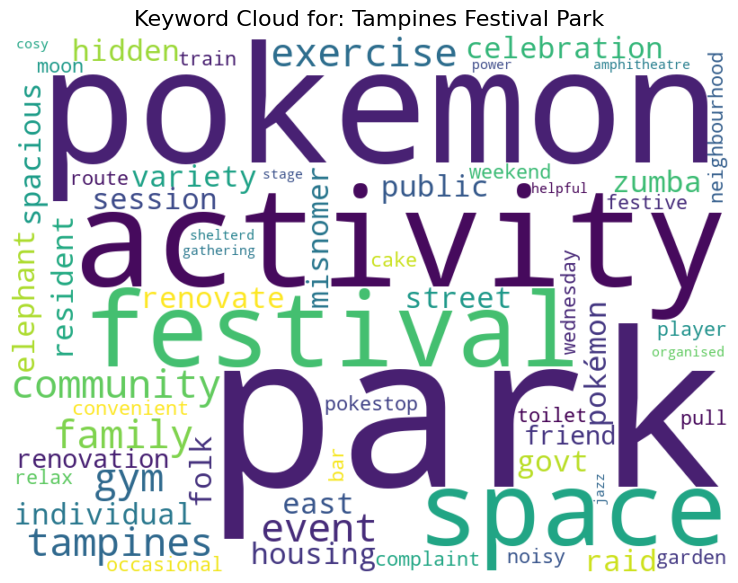 Keyword Cloud for: Tampines Festival Park
cosy
hidden
exercise
celebration
moon
train
power
amphitheatre
pokemon
neighbourhood
spacious
route
variety
stage
weekend
zumba
session
public
helpful
festive
activity
misnomer
elephant
resident
shelterd
gathering
cake
renovate
street
wednesday
festival
pokémon
player
organised
community
park
convenient
pokestop
toilet
pull
family
folk
friend
renovation
bar
govt
relax
gym
jazz
space
individual
east
event
tampines
housing
complaint
noisy
raid
garden
occasional